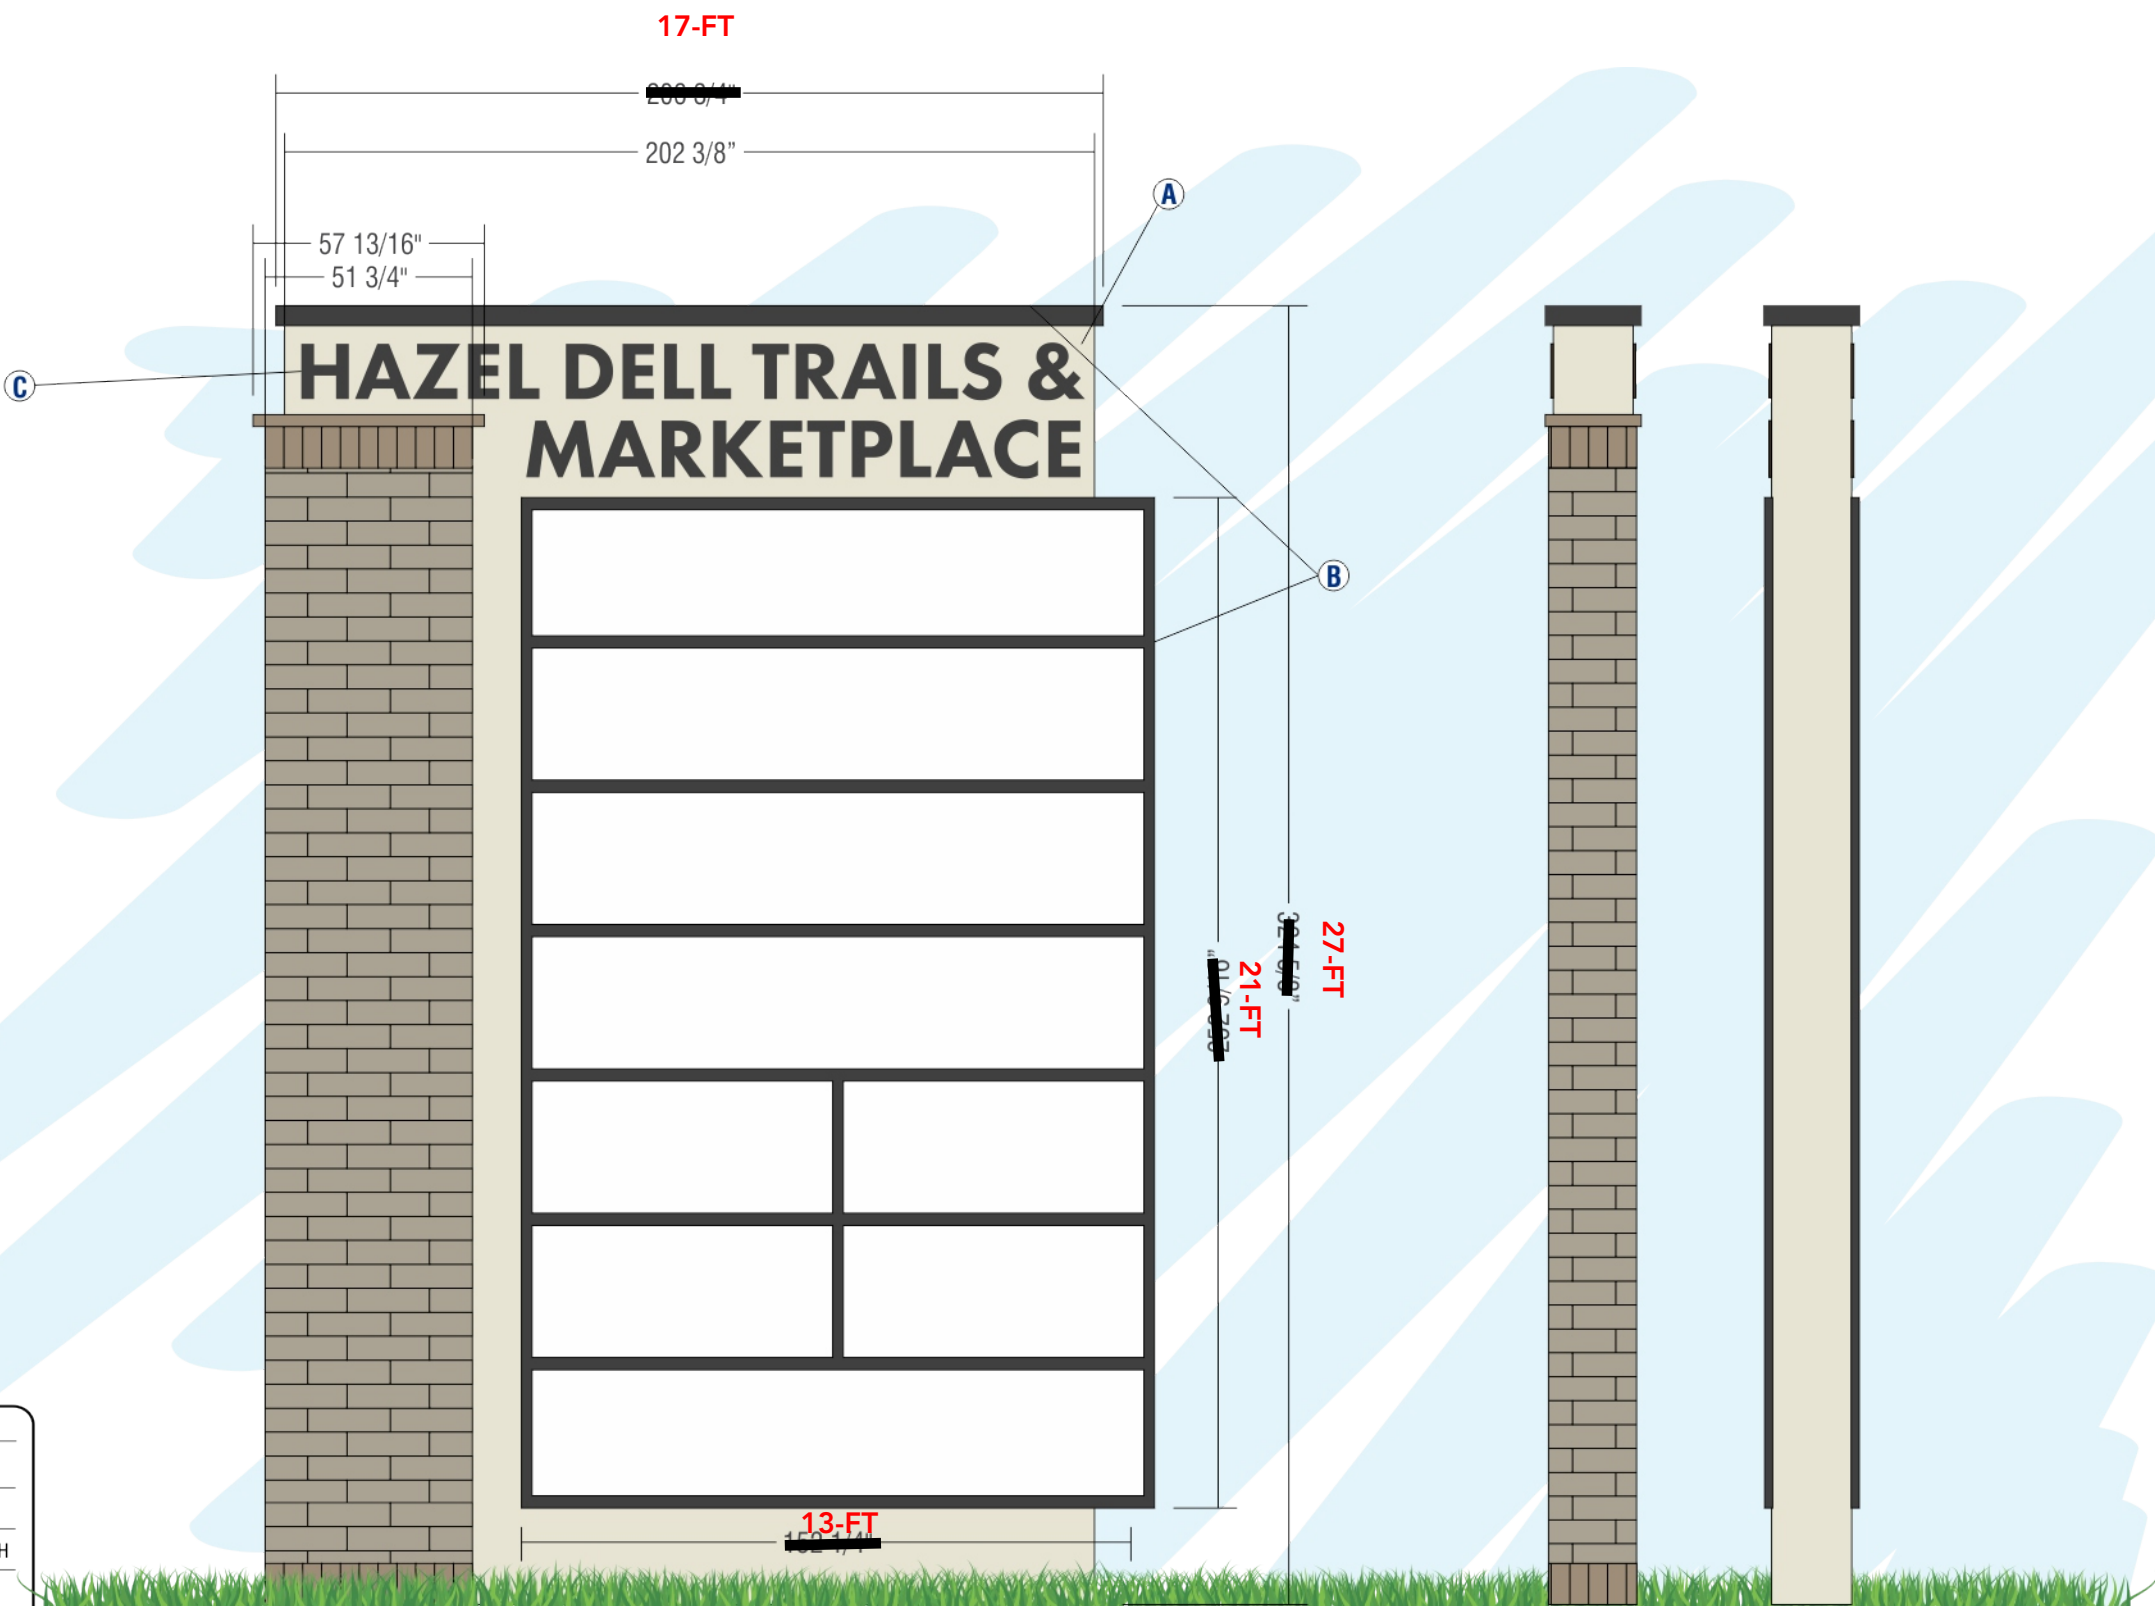 17-FT
202 3/8”
A
57 13/16"
51 3/4"
HAZEL DELL TRAILS &
C
MARKETPLACE
B
27-FT
21-FT
13-FT
H